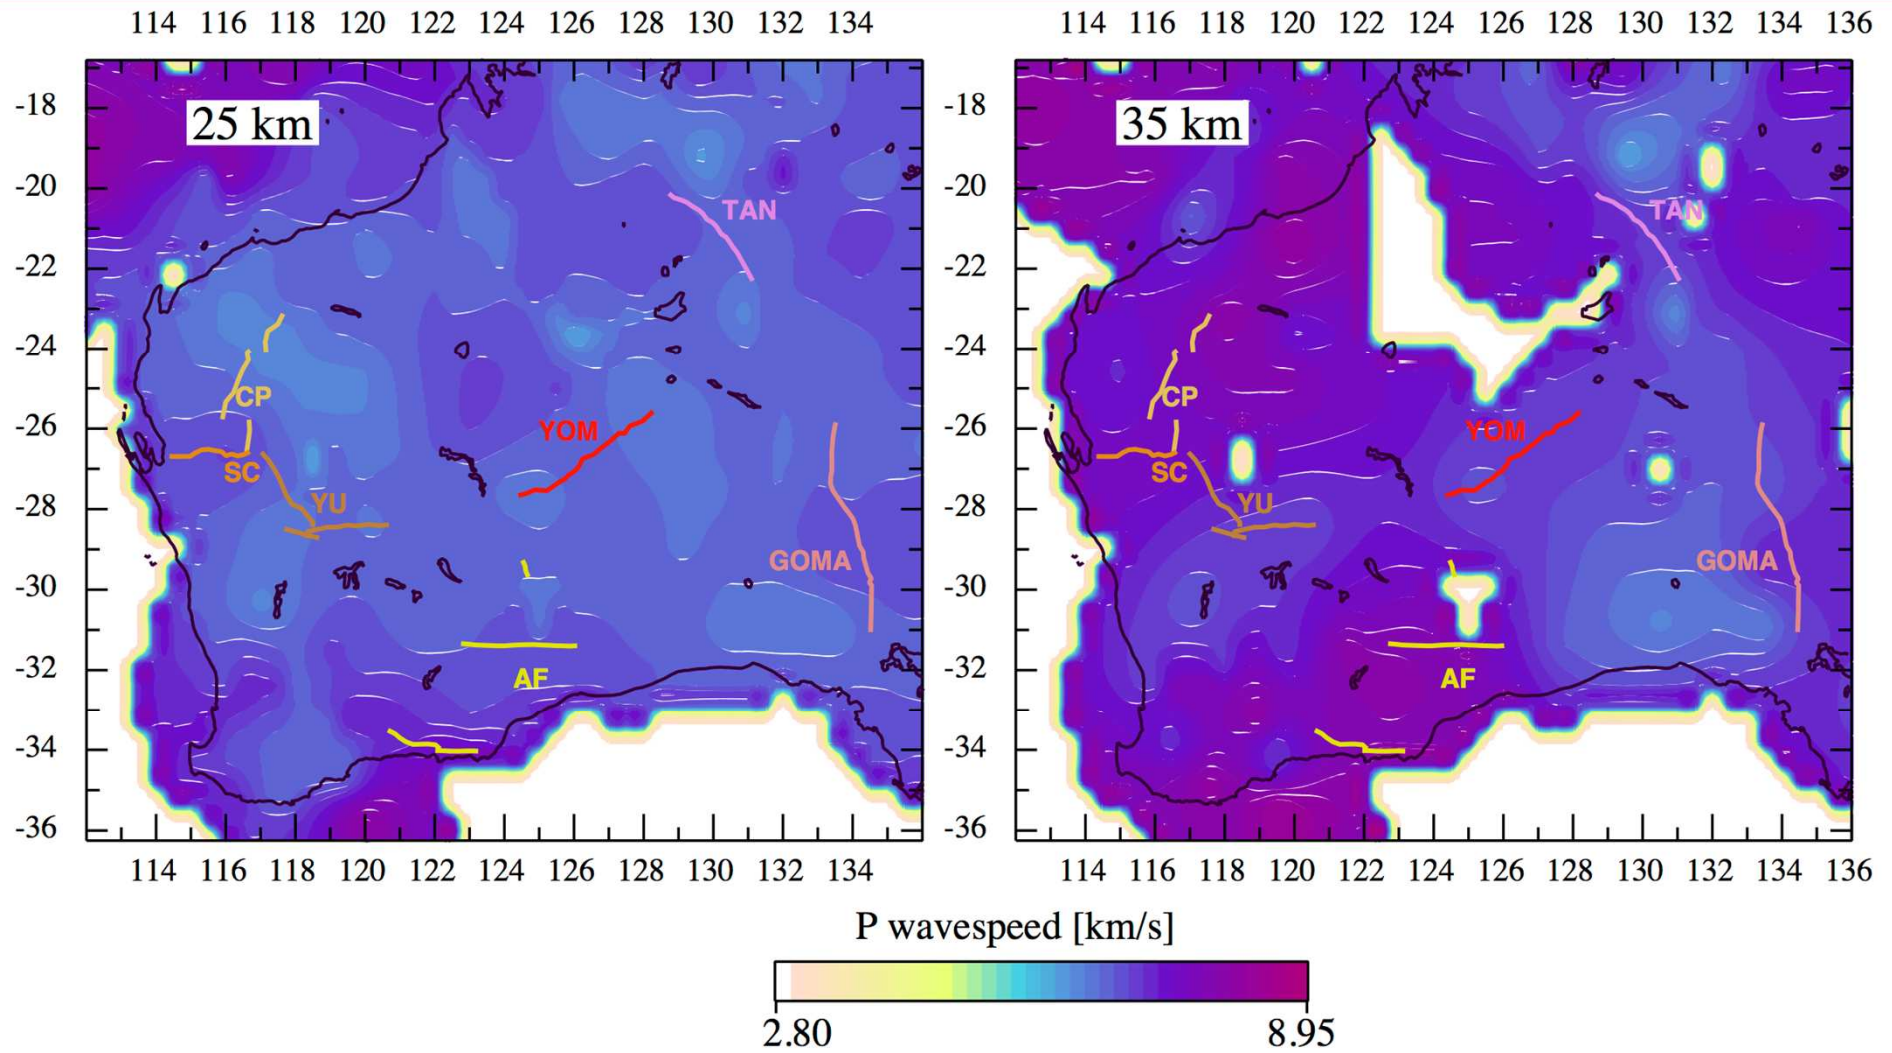 114 116 118 120 122 124 126 128 130 132 134
114 116 118 120 122 124 126 128 130 132 134 136
25 km
35 km
-18 -18
-20 -20
TAN TAN
-22 -22
-24 -24
CP CP
-26 -26
YOM YOM
SC SC
-28 -28
YU YU
GOMA GOMA
-30 -30
-32 -32
AF AF
-34 -34
-36 -36
114 116 118 120 122 124 126 128 130 132 134
114 116 118 120 122 124 126 128 130 132 134 136
P wavespeed [km/s]
2.80 8.95